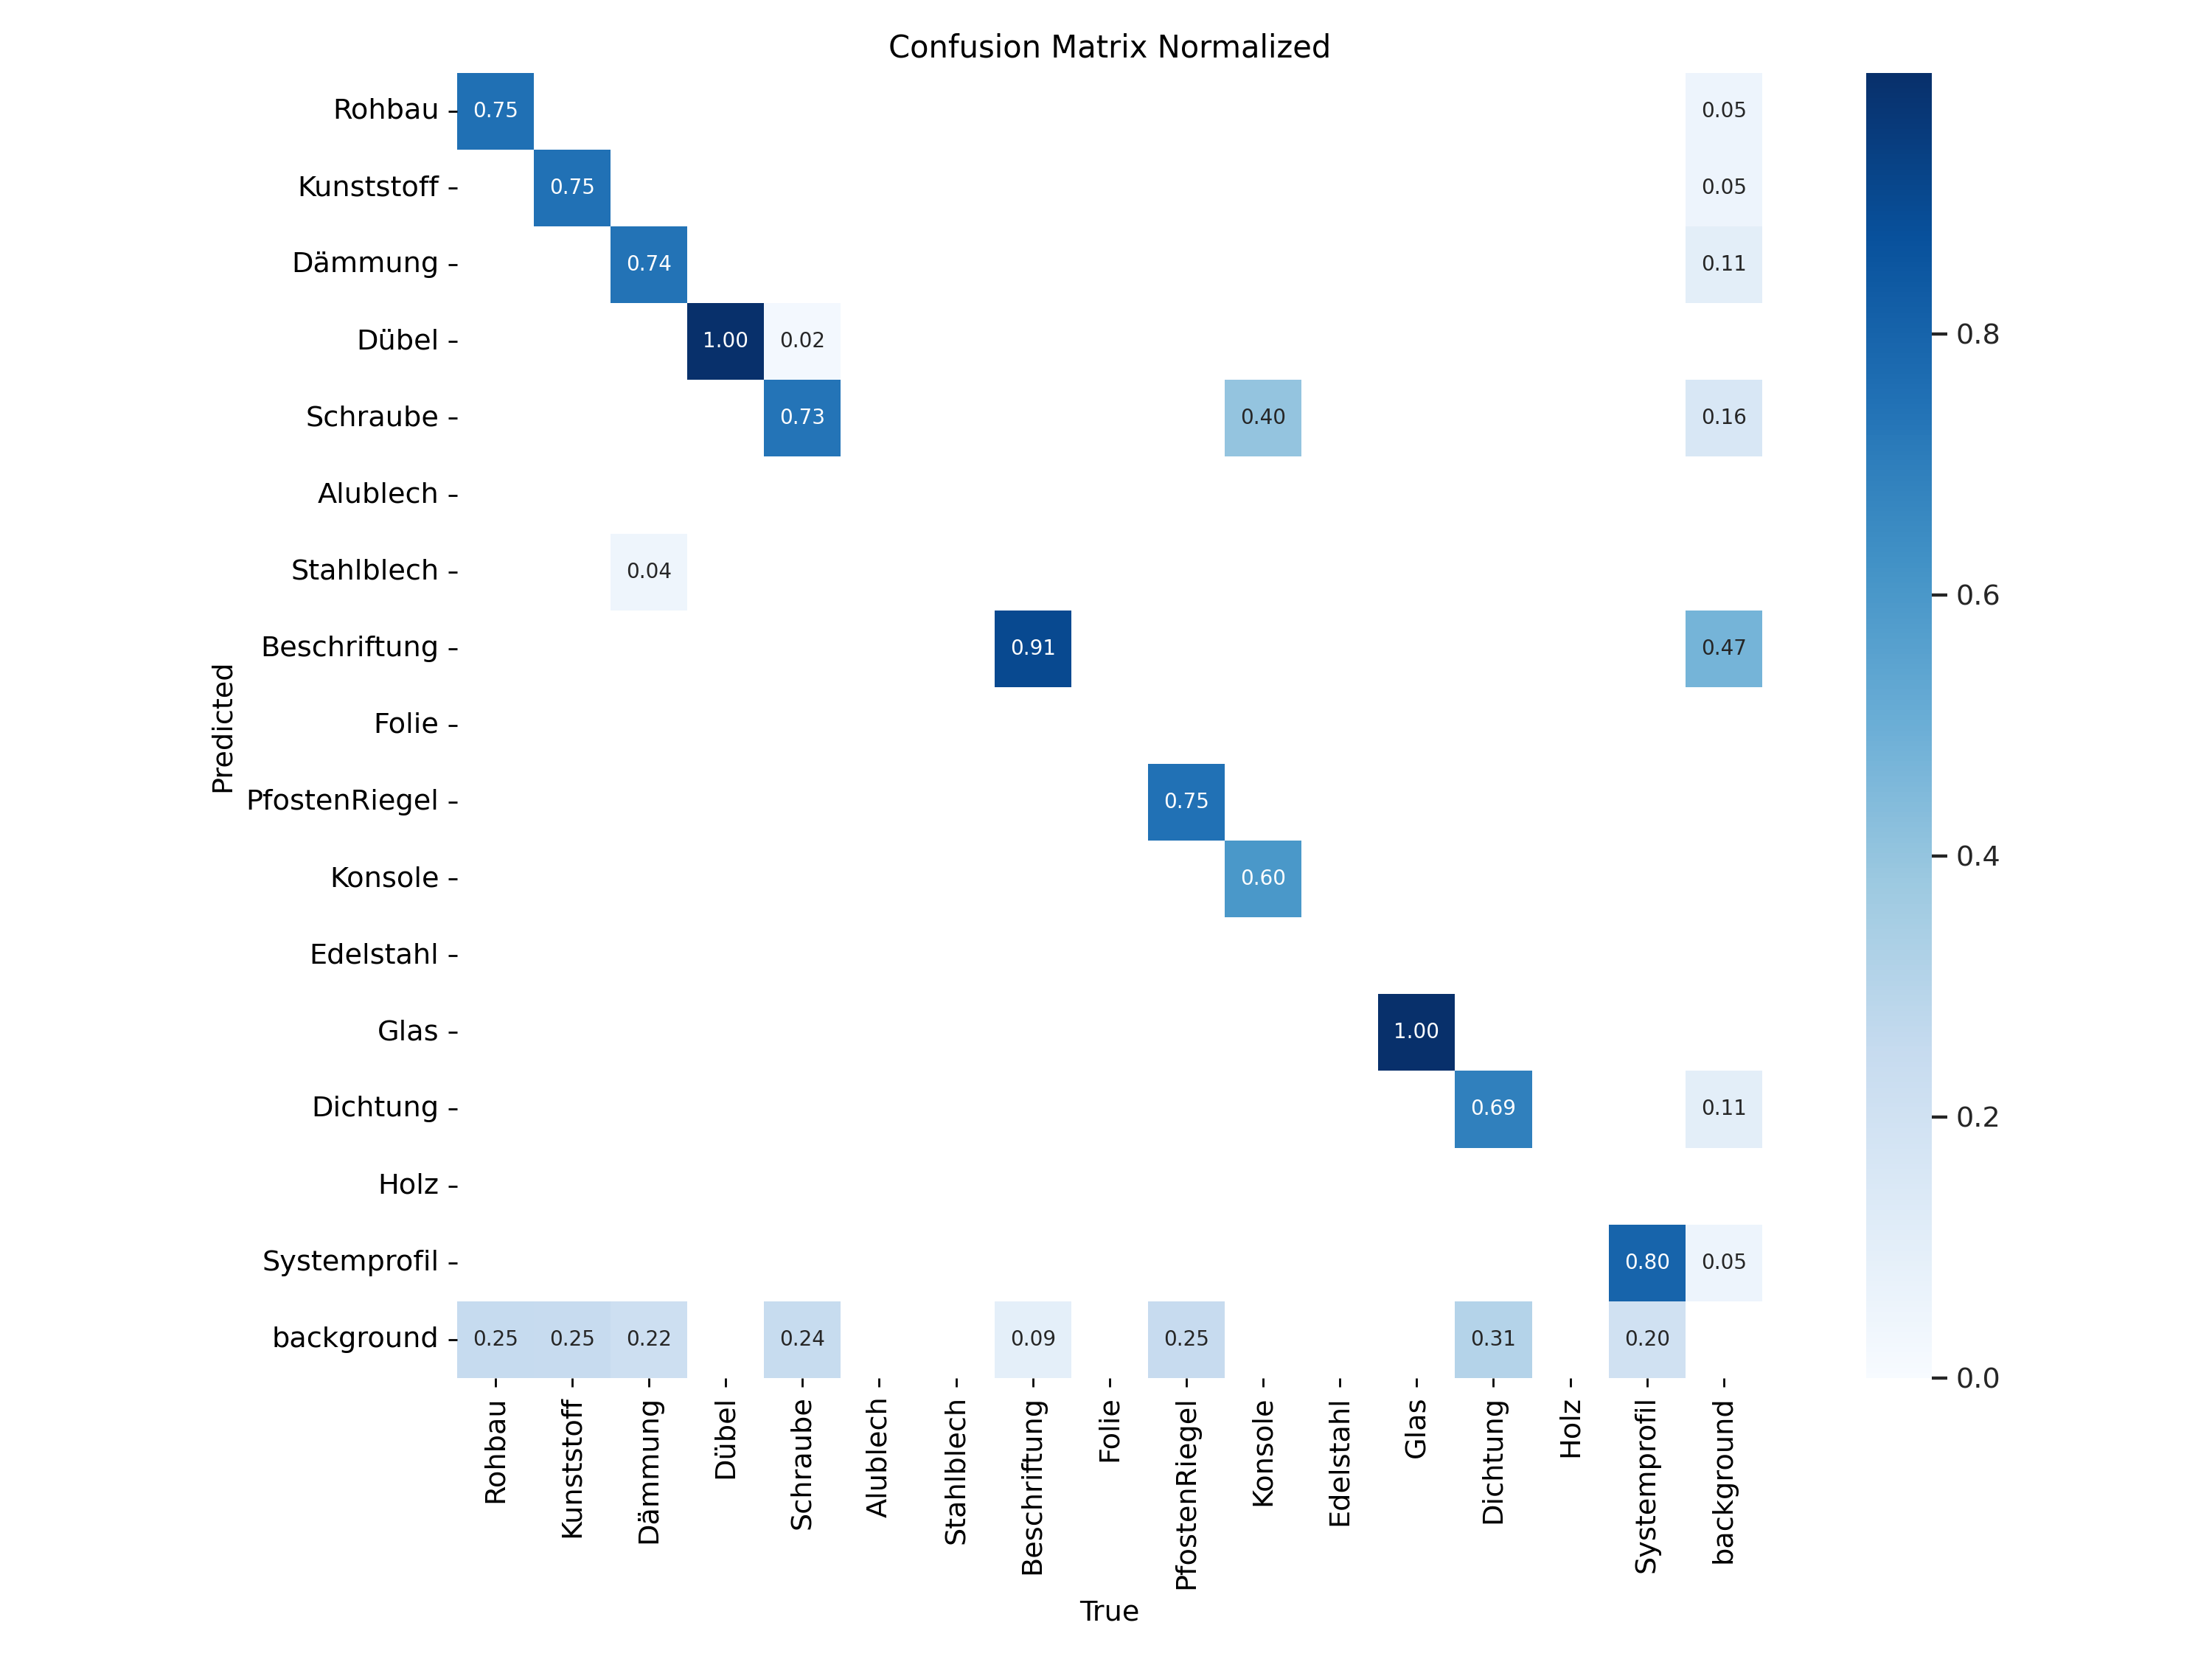 Confusion Matrix Normalized
Rohbau 0.75 0.05
Kunststoff 0.75 0.05
Dämmung 0.74 0.11
Dübel 1.00 0.02
0.8
Schraube 0.73 0.40 0.16
Alublech
Stahlblech 0.04
0.6
Beschriftung 0.91 0.47
Predicted
Folie
PfostenRiegel 0.75
0.4
Konsole 0.60
Edelstahl
Glas 1.00
Dichtung 0.69 0.11
0.2
Holz
Systemprofil 0.80 0.05
background 0.25 0.25 0.22 0.24 0.09 0.25 0.31 0.20
0.0
Rohbau Kunststoff Dämmung Dübel Schraube Alublech Stahlblech Beschriftung Folie PfostenRiegel Konsole Edelstahl Glas Dichtung Holz Systemprofil background
True